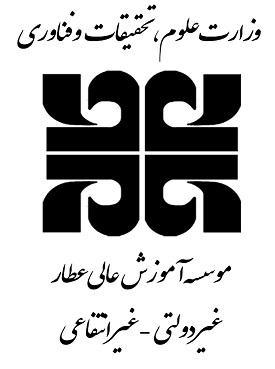 وزارت علوم، تحقیقات و فناوری
موسسه آموزش عالی عطار
غیردولتی - غیرانتفاعی